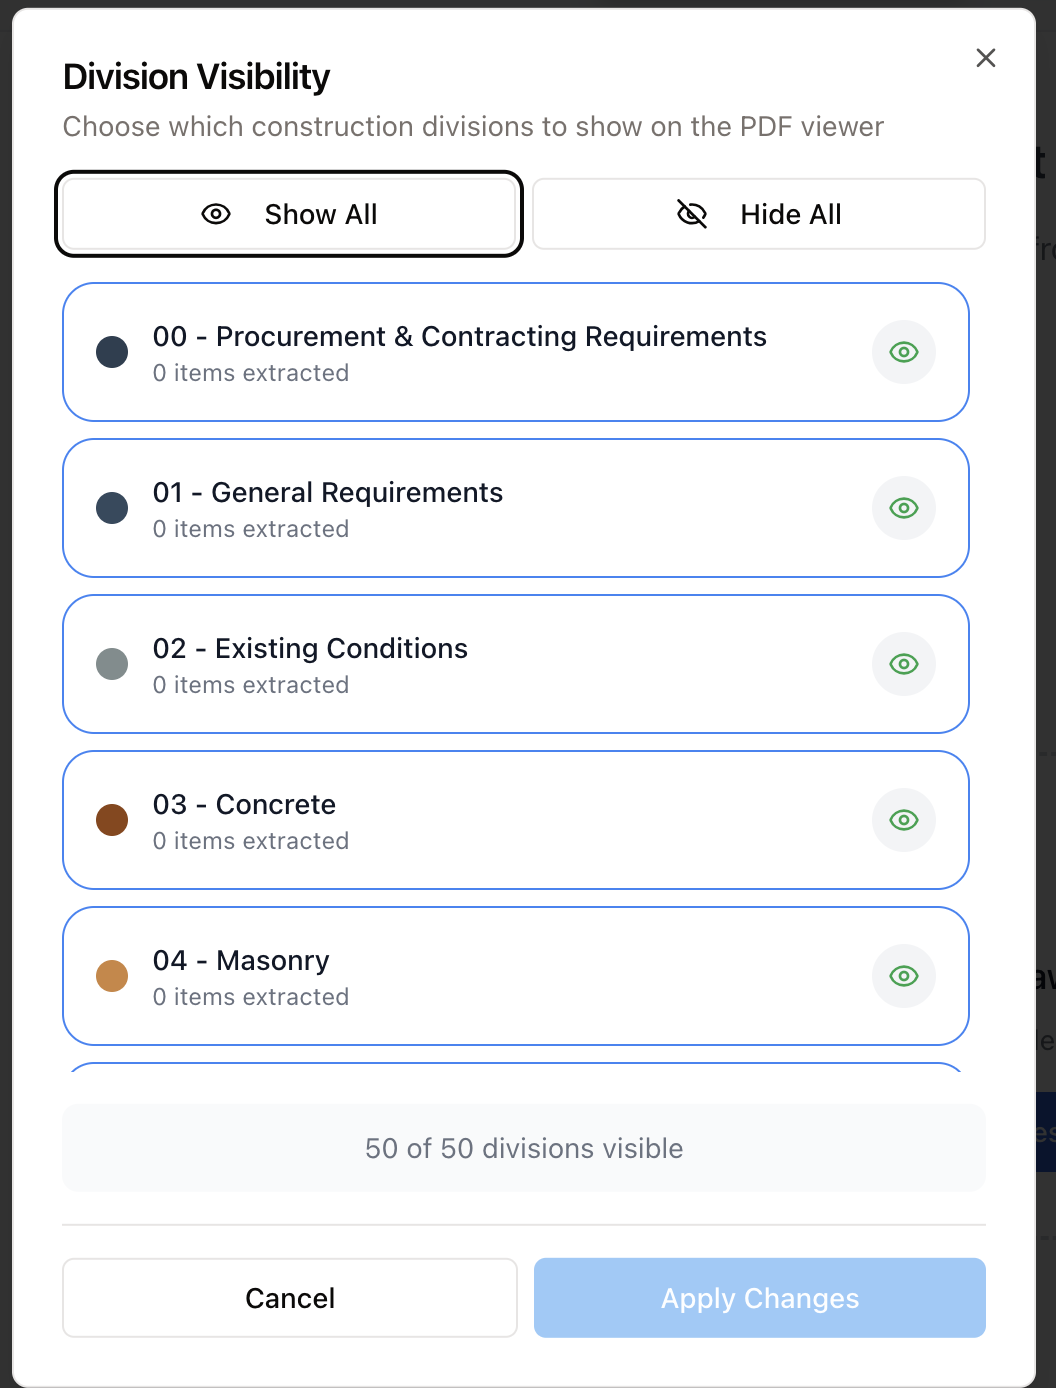 Division Visibility
Choose which construction divisions to show on the PDF viewer
Show All
Hide All
00 - Procurement & Contracting Requirements
0 items extracted
01 - General Requirements
0 items extracted
02 - Existing Conditions
0 items extracted
03 - Concrete
0 items extracted
04 - Masonry
0 items extracted
50 of 50 divisions visible
Cancel
Apply Changes